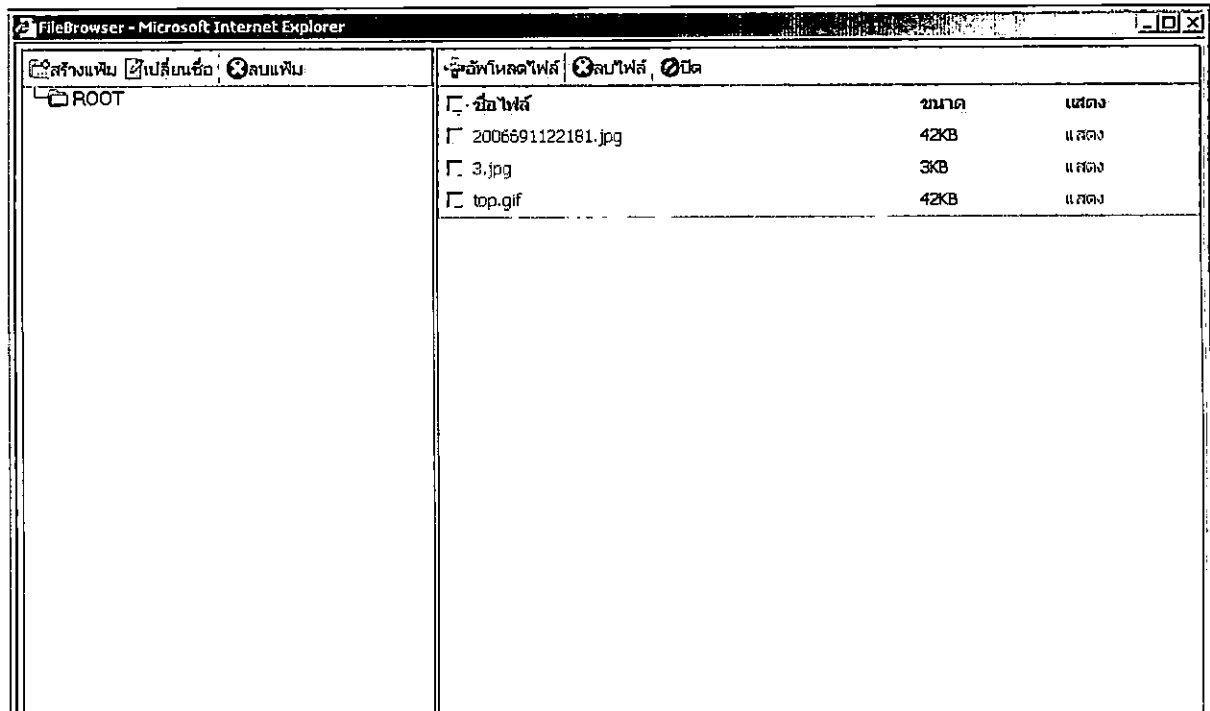 FileBrowser - Microsoft Internet Explorer
สร้างแฟ้ม เปลี่ยนชื่อ ลบแฟ้ม
ROOT
อัพโหลดไฟล์ ลบไฟล์ ปิด
ชื่อไฟล์ ขนาด แสดง
2006691122181.jpg 42KB แสดง
3.jpg 3KB แสดง
top.gif 42KB แสดง